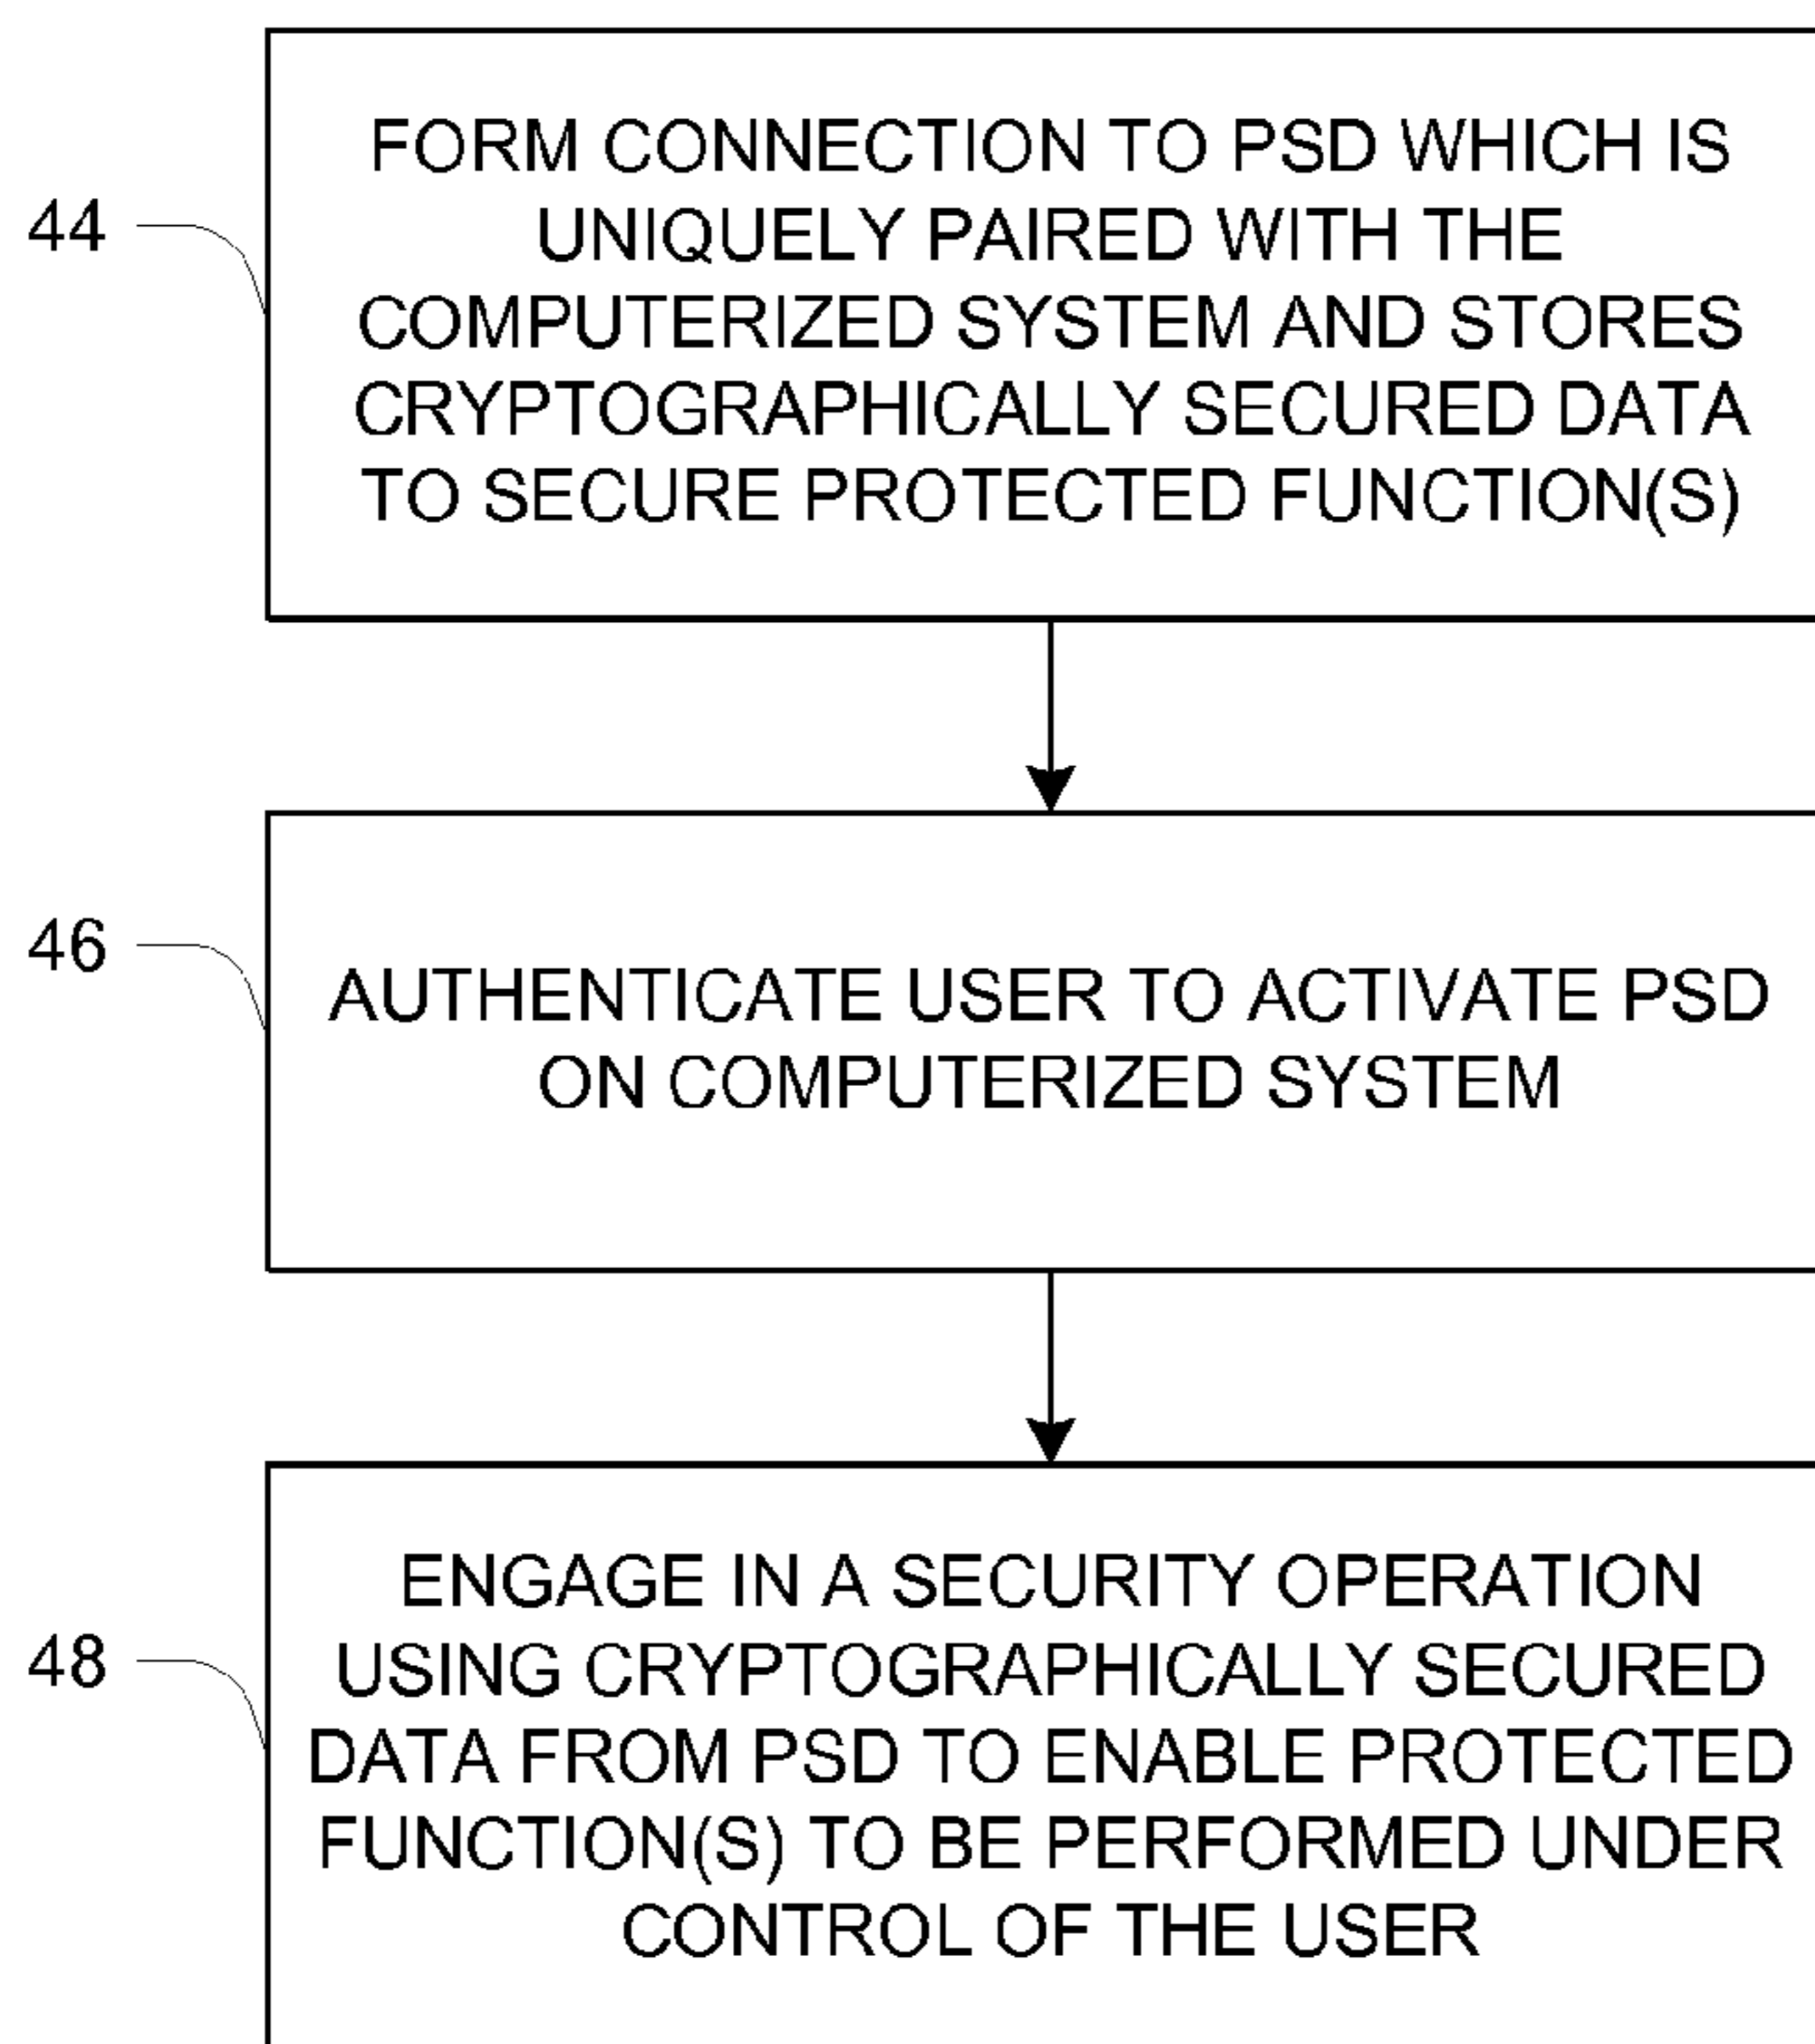 44
FORM CONNECTION TO PSD WHICH IS
UNIQUELY PAIRED WITH THE
COMPUTERIZED SYSTEM AND STORES
CRYPTOGRAPHICALLY SECURED DATA
TO SECURE PROTECTED FUNCTION(S)
46
AUTHENTICATE USER TO ACTIVATE PSD
ON COMPUTERIZED SYSTEM
48
ENGAGE IN A SECURITY OPERATION
USING CRYPTOGRAPHICALLY SECURED
DATA FROM PSD TO ENABLE PROTECTED
FUNCTION(S) TO BE PERFORMED UNDER
CONTROL OF THE USER